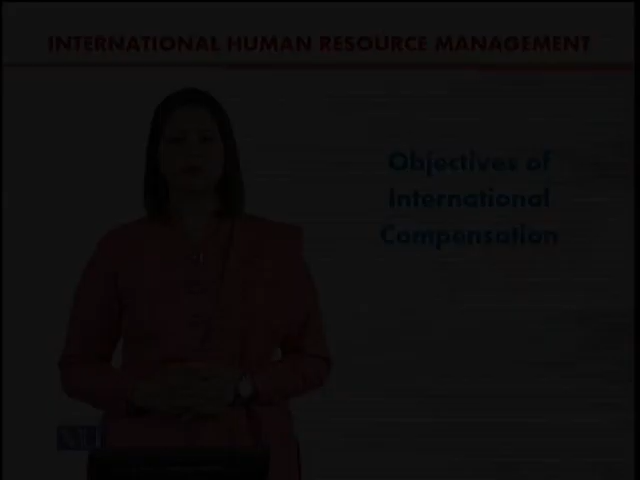 INTERNATIONAL HUMAN RESOURCE MANAGEMENT
Objectives of
International
Compensation